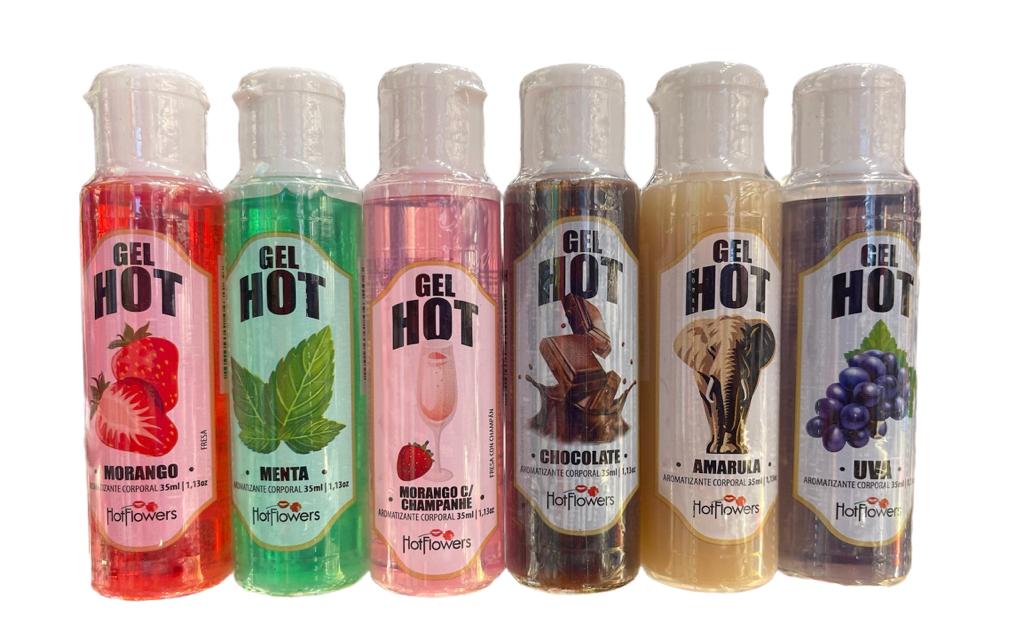 GEL
HOT
FRESA
MORANGO
AROMATIZANTE CORPORAL 35ml | 1,13oz
HotFlowers
GEL
HOT
MENTA
AROMATIZANTE CORPORAL 35ml | 1,13oz
HotFlowers
GEL
HOT
FRESA CON CHAMPÁN
MORANGO C/
CHAMPANHE
AROMATIZANTE CORPORAL 35ml | 1,13oz
HotFlowers
GEL
HOT
CHOCOLATE
AROMATIZANTE CORPORAL 35ml | 1,13oz
HotFlowers
GEL
HOT
AMARULA
AROMATIZANTE CORPORAL 35ml | 1,13oz
HotFlowers
GEL
HOT
UVA
AROMATIZANTE CORPORAL 35ml |
HotFlowers